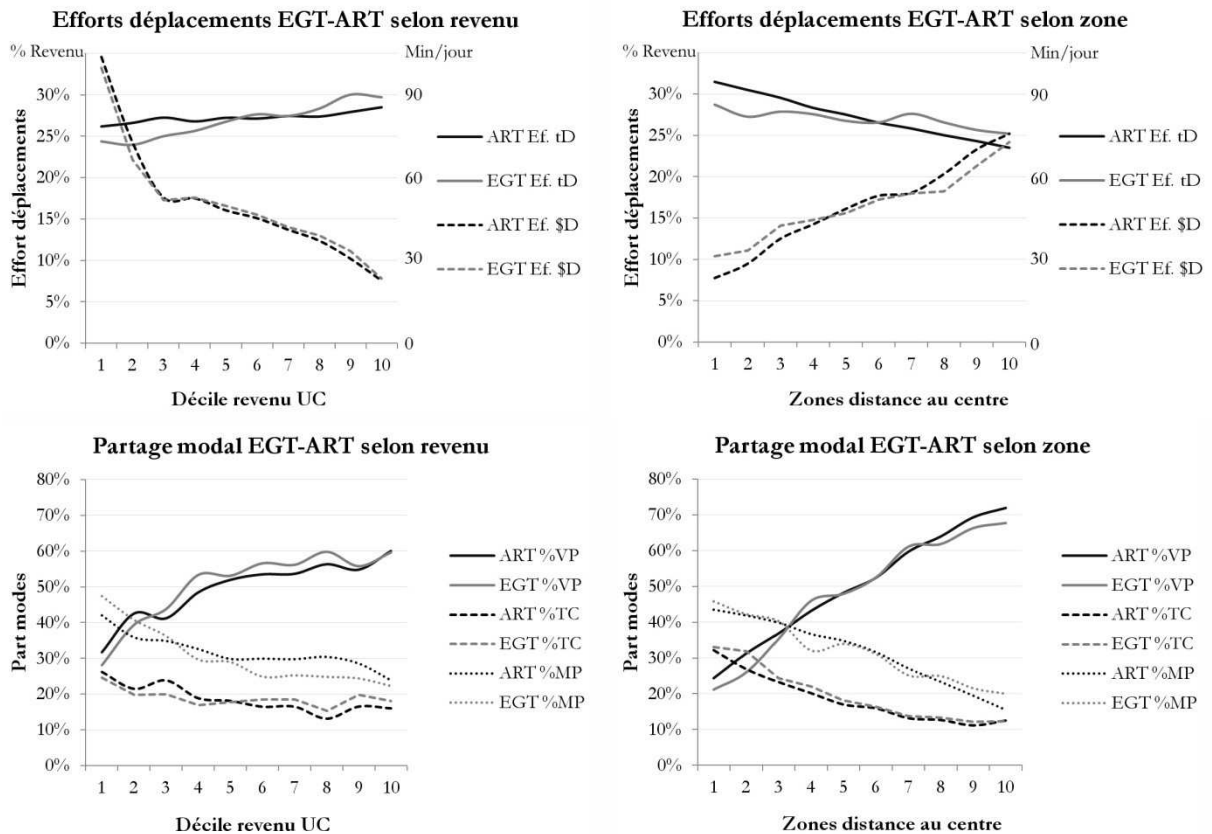 Efforts déplacements EGT-ART selon revenu
% Revenu
Min/jour
Effort déplacements
30%
25%
20%
15%
10%
5%
0%
90
60
30
0
1 2 3 4 5 6 7 8 9 10
Décile revenu UC
ART Ef. tD
EGT Ef. tD
ART Ef. $D
EGT Ef. $D
Efforts déplacements EGT-ART selon zone
% Revenu
Min/jour
Effort déplacements
30%
25%
20%
15%
10%
5%
0%
90
60
30
0
1 2 3 4 5 6 7 8 9 10
Zones distance au centre
ART Ef. tD
EGT Ef. tD
ART Ef. $D
EGT Ef. $D
Partage modal EGT-ART selon revenu
Part modes
80%
70%
60%
50%
40%
30%
20%
10%
0%
1 2 3 4 5 6 7 8 9 10
Décile revenu UC
ART %VP
EGT %VP
ART %TC
EGT %TC
ART %MP
EGT %MP
Partage modal EGT-ART selon zone
Part modes
80%
70%
60%
50%
40%
30%
20%
10%
0%
1 2 3 4 5 6 7 8 9 10
Zones distance au centre
ART %VP
EGT %VP
ART %TC
EGT %TC
ART %MP
EGT %MP